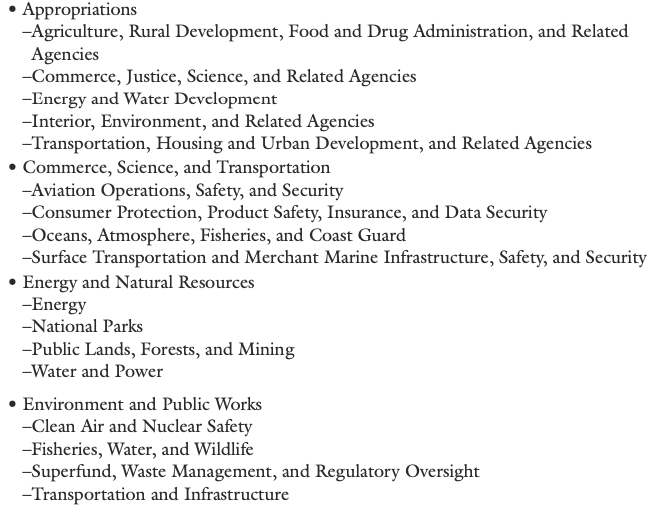 • Appropriations
–Agriculture, Rural Development, Food and Drug Administration, and Related
Agencies
–Commerce, Justice, Science, and Related Agencies
–Energy and Water Development
–Interior, Environment, and Related Agencies
–Transportation, Housing and Urban Development, and Related Agencies
• Commerce, Science, and Transportation
–Aviation Operations, Safety, and Security
–Consumer Protection, Product Safety, Insurance, and Data Security
–Oceans, Atmosphere, Fisheries, and Coast Guard
–Surface Transportation and Merchant Marine Infrastructure, Safety, and Security
• Energy and Natural Resources
–Energy
–National Parks
–Public Lands, Forests, and Mining
–Water and Power
• Environment and Public Works
–Clean Air and Nuclear Safety
–Fisheries, Water, and Wildlife
–Superfund, Waste Management, and Regulatory Oversight
–Transportation and Infrastructure